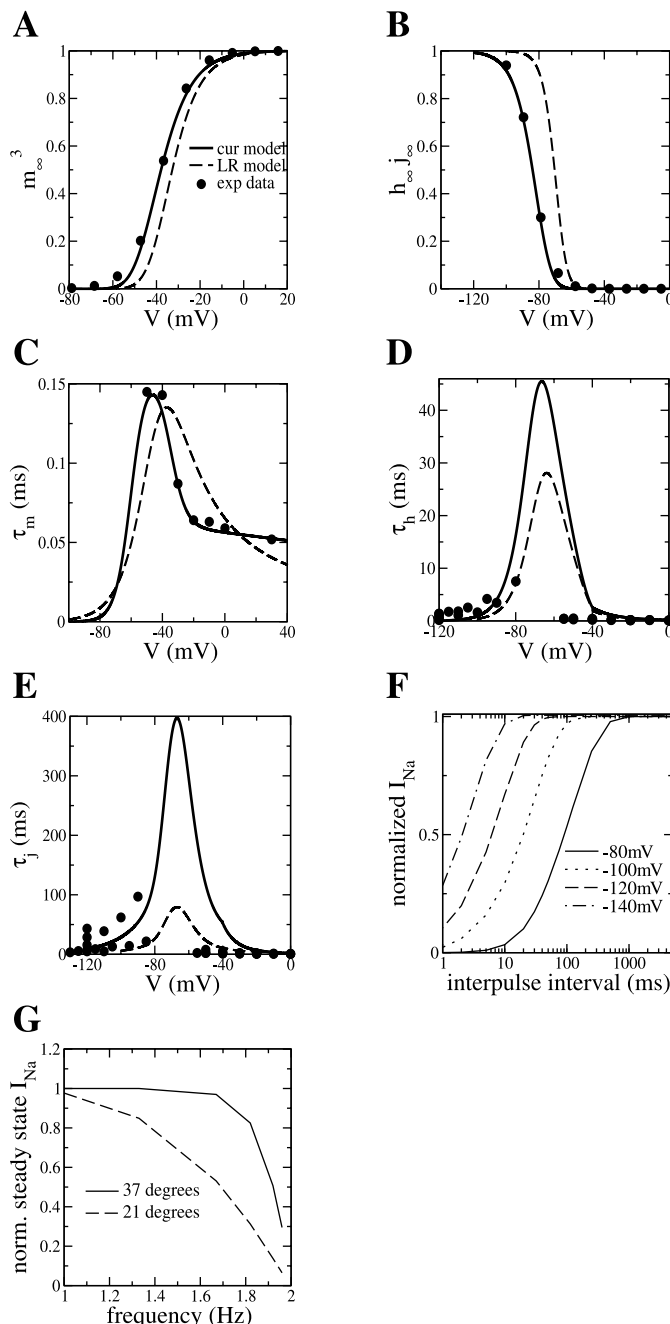 A
1
0.8
0.6
0.4
0.2
0
m∞³
cur model
LR model
exp data
-80 -60 -40 -20 0 20
V (mV)
B
1
0.8
0.6
0.4
0.2
0
h∞ j∞
-120 -80 -40 0
V (mV)
C
0.15
0.1
0.05
0
τm (ms)
-80 -40 0 40
V (mV)
D
40
30
20
10
0
τh (ms)
-120 -80 -40 0
V (mV)
E
400
300
200
100
0
τj (ms)
-120 -80 -40 0
V (mV)
F
1
0.5
0
normalized INa
-80mV
-100mV
-120mV
-140mV
1 10 100 1000
interpulse interval (ms)
G
1.2
1
0.8
0.6
0.4
0.2
0
norm. steady state INa
37 degrees
21 degrees
1 1.2 1.4 1.6 1.8 2
frequency (Hz)